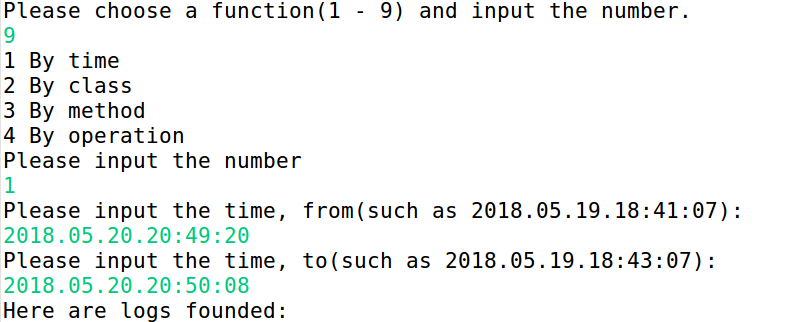 Please choose a function(1 - 9) and input the number.
9
1 By time
2 By class
3 By method
4 By operation
Please input the number
1
Please input the time, from(such as 2018.05.19.18:41:07):
2018.05.20.20:49:20
Please input the time, to(such as 2018.05.19.18:43:07):
2018.05.20.20:50:08
Here are logs founded: